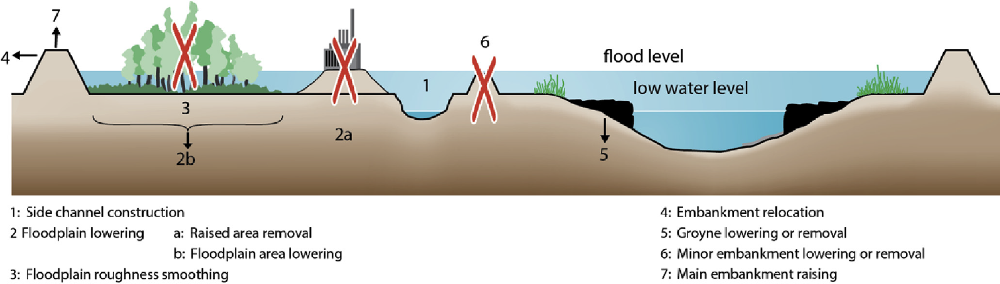 7
4
6
flood level
1
low water level
3
2a
5
2b
1: Side channel construction
2 Floodplain lowering a: Raised area removal
b: Floodplain area lowering
3: Floodplain roughness smoothing
4: Embankment relocation
5: Groyne lowering or removal
6: Minor embankment lowering or removal
7: Main embankment raising